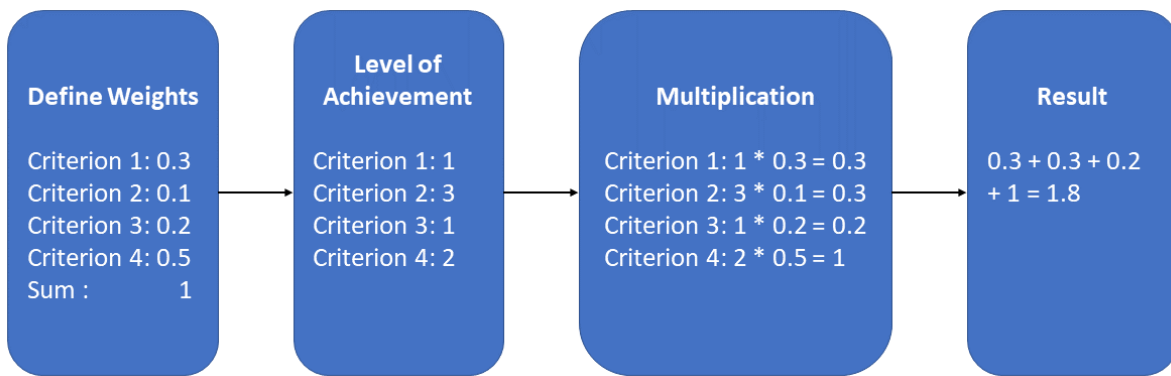 Define Weights
Criterion 1: 0.3
Criterion 2: 0.1
Criterion 3: 0.2
Criterion 4: 0.5
Sum : 1
Level of
Achievement
Criterion 1: 1
Criterion 2: 3
Criterion 3: 1
Criterion 4: 2
Multiplication
Criterion 1: 1 * 0.3 = 0.3
Criterion 2: 3 * 0.1 = 0.3
Criterion 3: 1 * 0.2 = 0.2
Criterion 4: 2 * 0.5 = 1
Result
0.3 + 0.3 + 0.2
+ 1 = 1.8